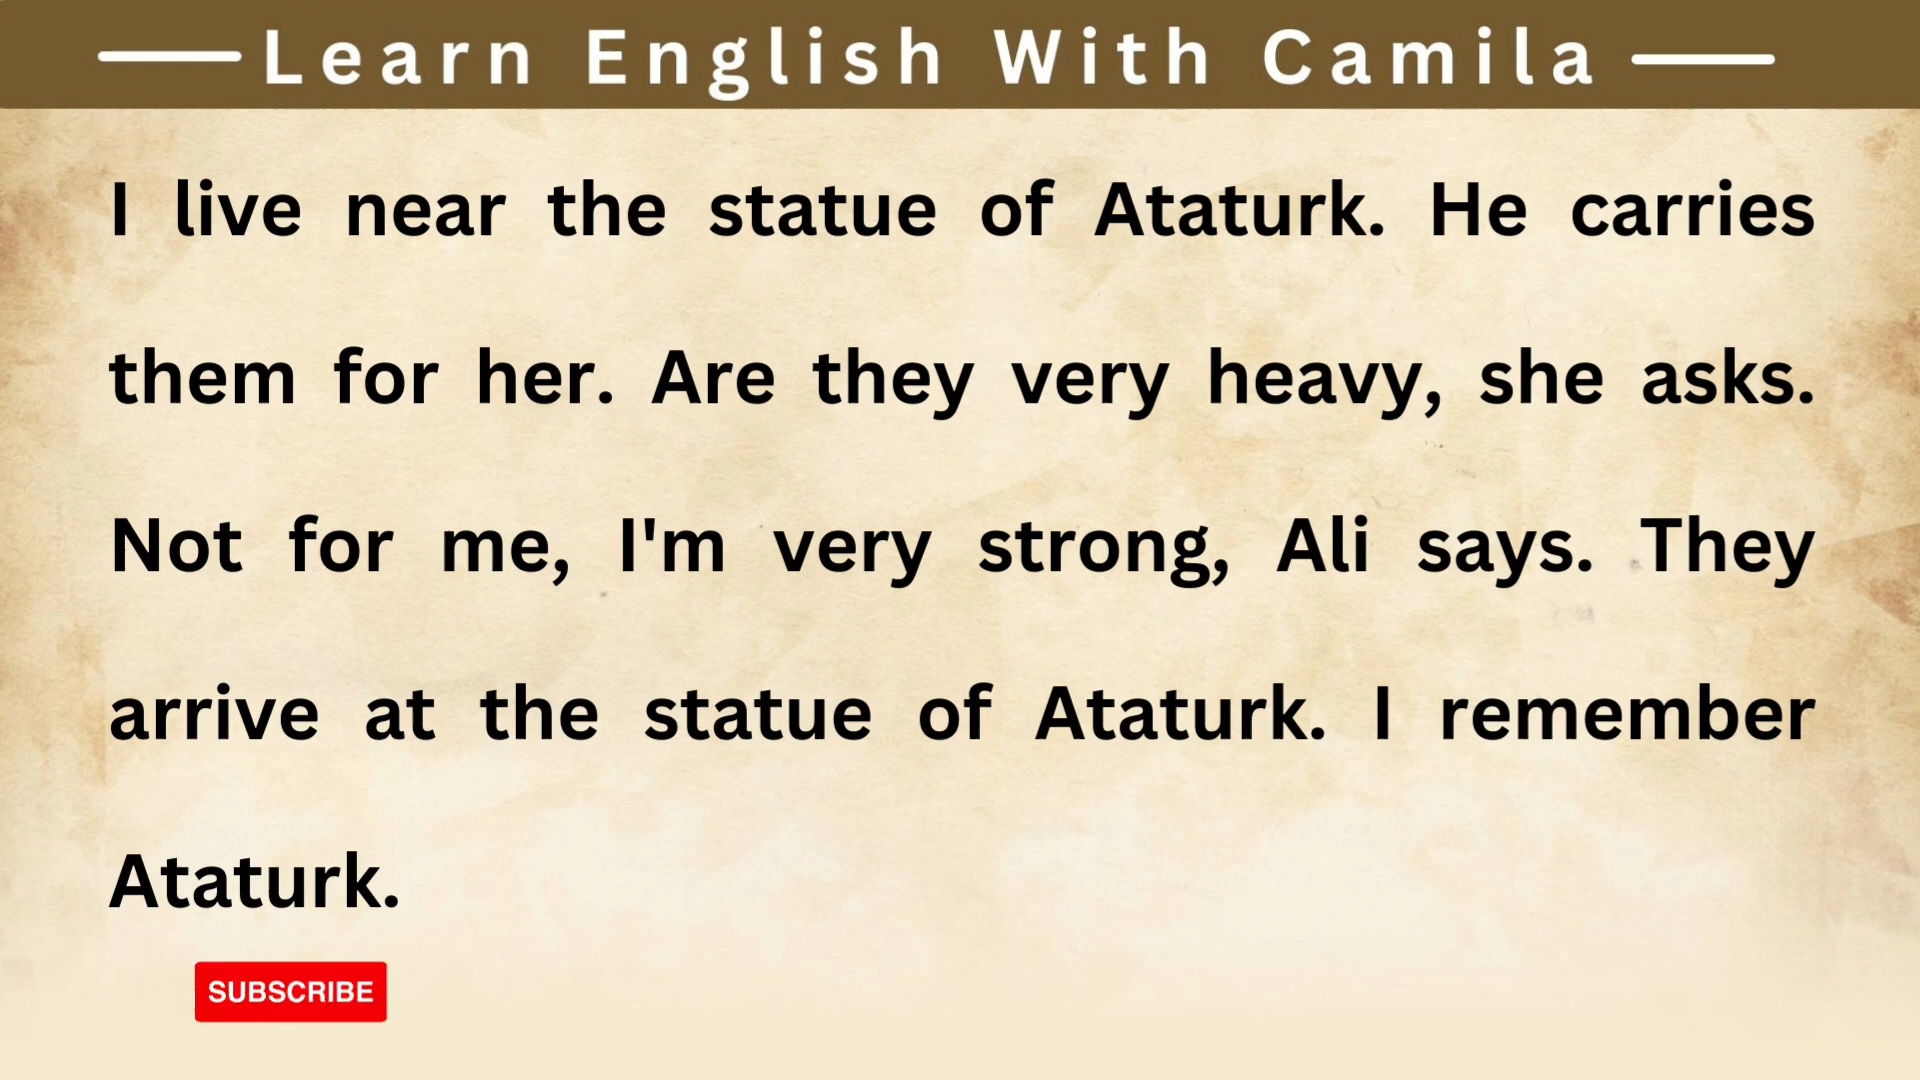 Learn English With Camila
I live near the statue of Ataturk. He carries
them for her. Are they very heavy, she asks.
Not for me, I'm very strong, Ali says. They
arrive at the statue of Ataturk. I remember
Ataturk.
SUBSCRIBE